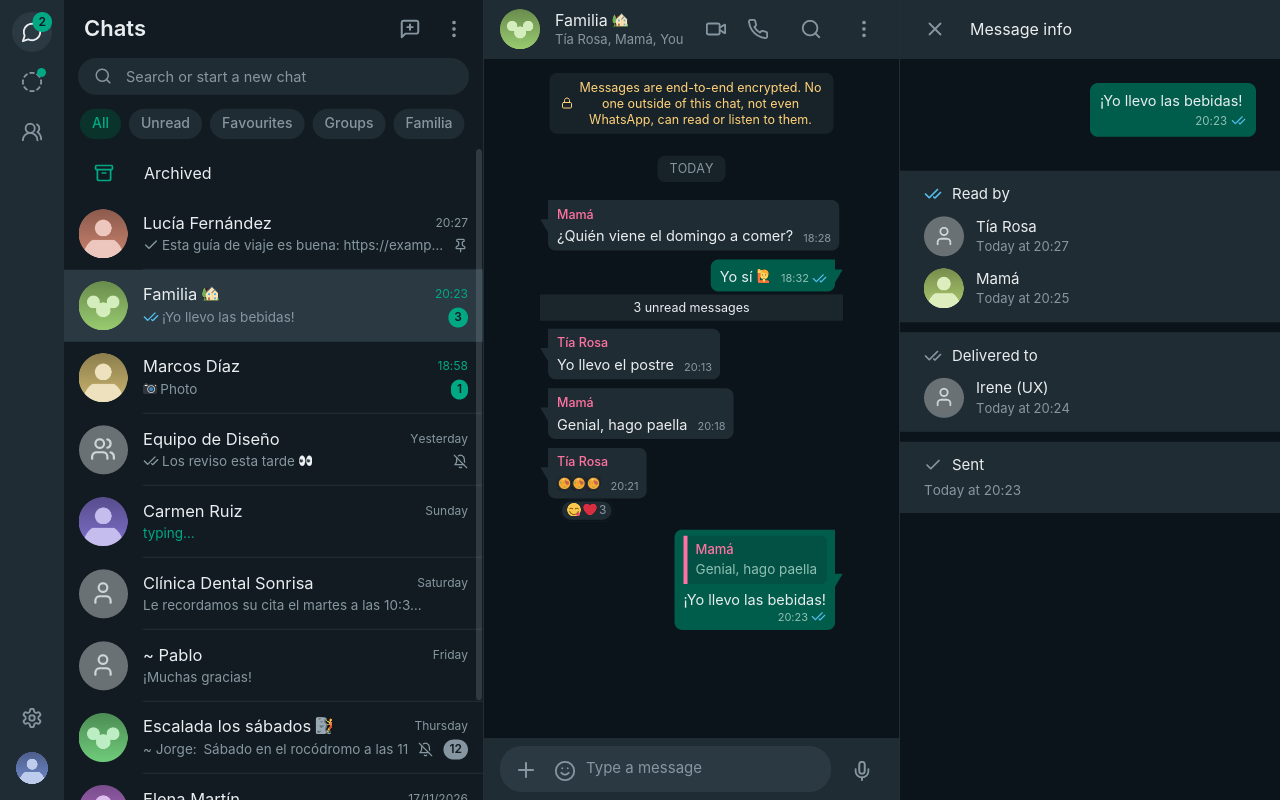 2
Chats
Search or start a new chat
All
Unread
Favourites
Groups
Familia
Archived
Lucía Fernández
20:27
Esta guía de viaje es buena: https://examp...
Familia 🏡
20:23
¡Yo llevo las bebidas!
3
Marcos Díaz
18:58
📷 Photo
1
Equipo de Diseño
Yesterday
Los reviso esta tarde 👀
Carmen Ruiz
Sunday
typing...
Clínica Dental Sonrisa
Saturday
Le recordamos su cita el martes a las 10:3...
~ Pablo
Friday
¡Muchas gracias!
Escalada los sábados 🧗
Thursday
~ Jorge: Sábado en el rocódromo a las 11
12
Elena Martín
17/11/2026
Familia 🏡
Tía Rosa, Mamá, You
Messages are end-to-end encrypted. No
one outside of this chat, not even
WhatsApp, can read or listen to them.
TODAY
Mamá
¿Quién viene el domingo a comer? 18:28
Yo sí 🙋 18:32
3 unread messages
Tía Rosa
Yo llevo el postre 20:13
Mamá
Genial, hago paella 20:18
Tía Rosa
🥘🥘🥘 20:21
😋❤️ 3
Mamá
Genial, hago paella
¡Yo llevo las bebidas!
20:23
Type a message
Message info
¡Yo llevo las bebidas!
20:23
Read by
Tía Rosa
Today at 20:27
Mamá
Today at 20:25
Delivered to
Irene (UX)
Today at 20:24
Sent
Today at 20:23